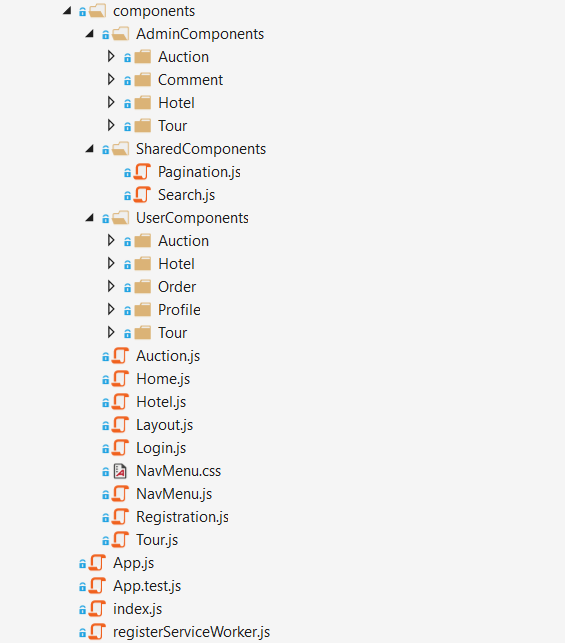 components
AdminComponents
Auction
Comment
Hotel
Tour
SharedComponents
Pagination.js
Search.js
UserComponents
Auction
Hotel
Order
Profile
Tour
Auction.js
Home.js
Hotel.js
Layout.js
Login.js
NavMenu.css
NavMenu.js
Registration.js
Tour.js
App.js
App.test.js
index.js
registerServiceWorker.js